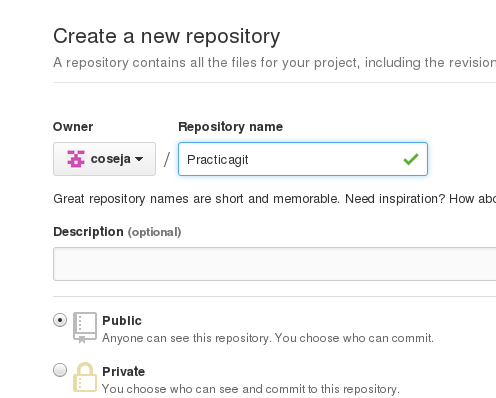 Create a new repository
A repository contains all the files for your project, including the revision
Owner Repository name
coseja / Practicagit
Great repository names are short and memorable. Need inspiration? How abo
Description (optional)
Public
Anyone can see this repository. You choose who can commit.
Private
You choose who can see and commit to this repository.